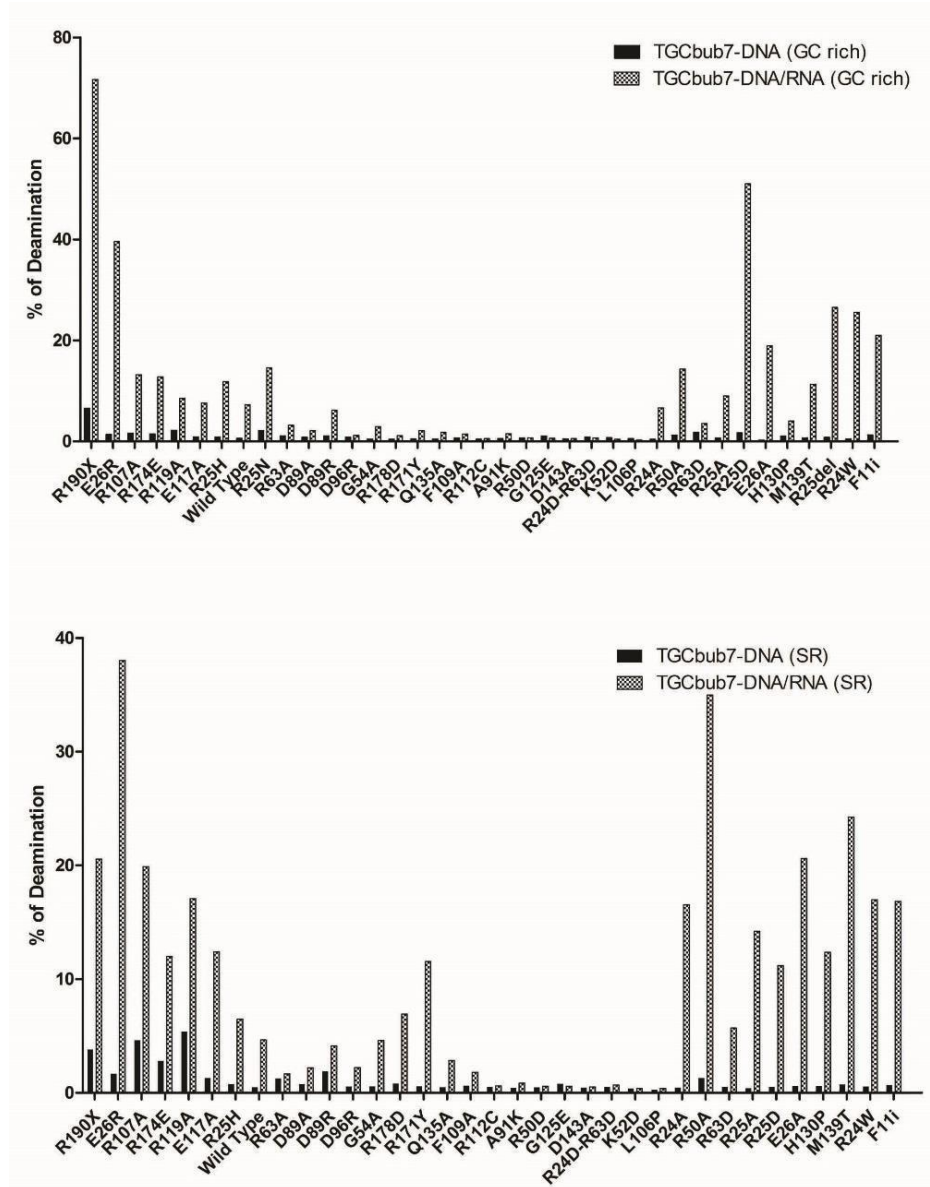 80
60
40
20
0
% of Deamination
TGCbub7-DNA (GC rich)
TGCbub7-DNA/RNA (GC rich)
R190X
E26R
R107A
R174E
R119A
E117A
R25H
Wild Type
R25N
R63A
D89A
D89R
D96R
G54A
R178D
R171Y
Q135A
F109A
R112C
A91K
R50D
G125E
D143A
R24D-R63D
K52D
L106P
R24A
R50A
R63D
R25A
R25D
E26A
H130P
M139T
R25del
R24W
F11i
40
30
20
10
0
% of Deamination
TGCbub7-DNA (SR)
TGCbub7-DNA/RNA (SR)
R190X
E26R
R107A
R174E
R119A
E117A
R25H
Wild Type
R63A
D89A
D89R
D96R
G54A
R178D
R171Y
Q135A
F109A
R112C
A91K
R50D
G125E
D143A
R24D-R63D
K52D
L106P
R24A
R50A
R63D
R25A
R25D
E26A
H130P
M139T
R24W
F11i